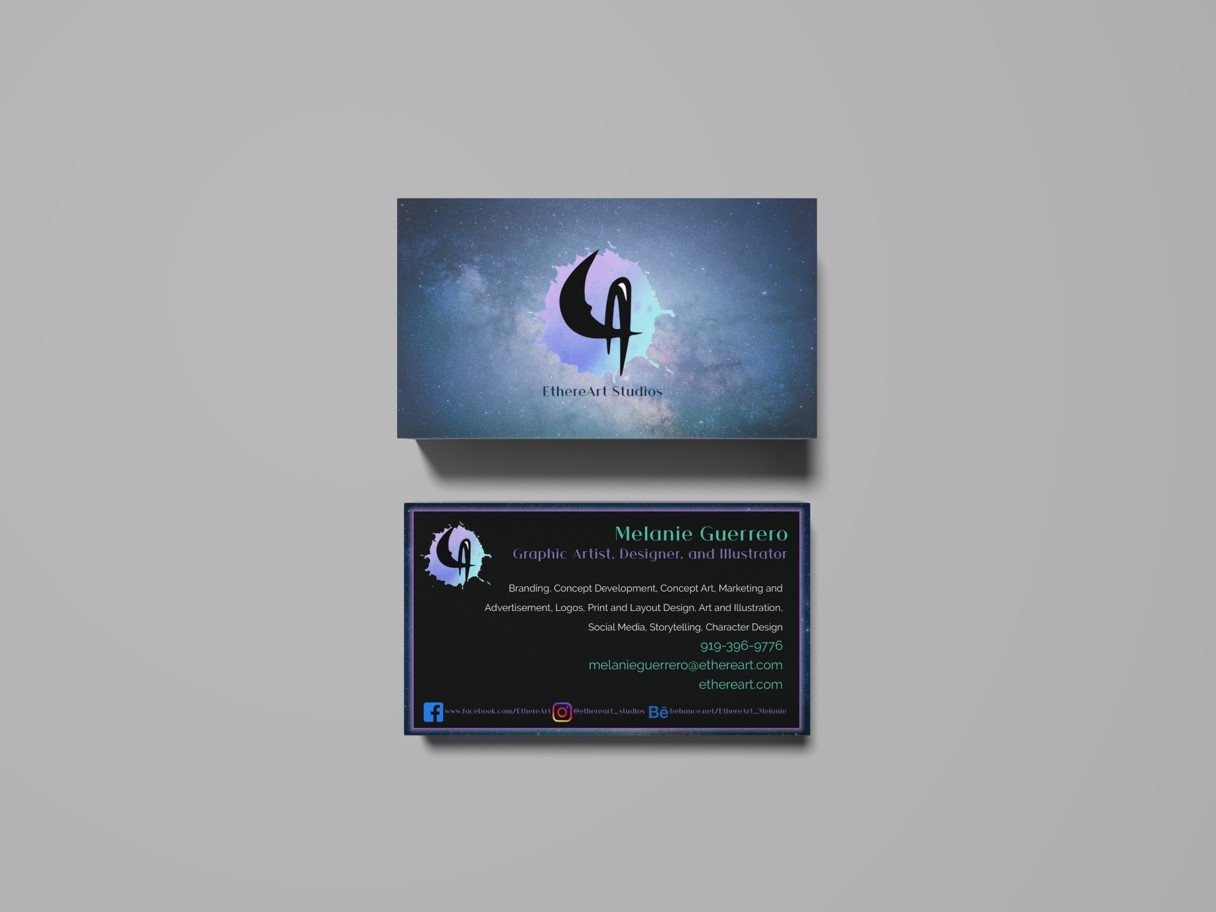 EthereArt Studios
Melanie Guerrero
Graphic Artist, Designer, and Illustrator
Branding, Concept Development, Concept Art, Marketing and
Advertisement, Logos, Print and Layout Design, Art and Illustration,
Social Media, Storytelling, Character Design
919-396-9776
melanieguerrero@ethereart.com
ethereart.com
www.facebook.com/EthereArt @ethereart_studios Bē behance.net/EthereArt_Melanie